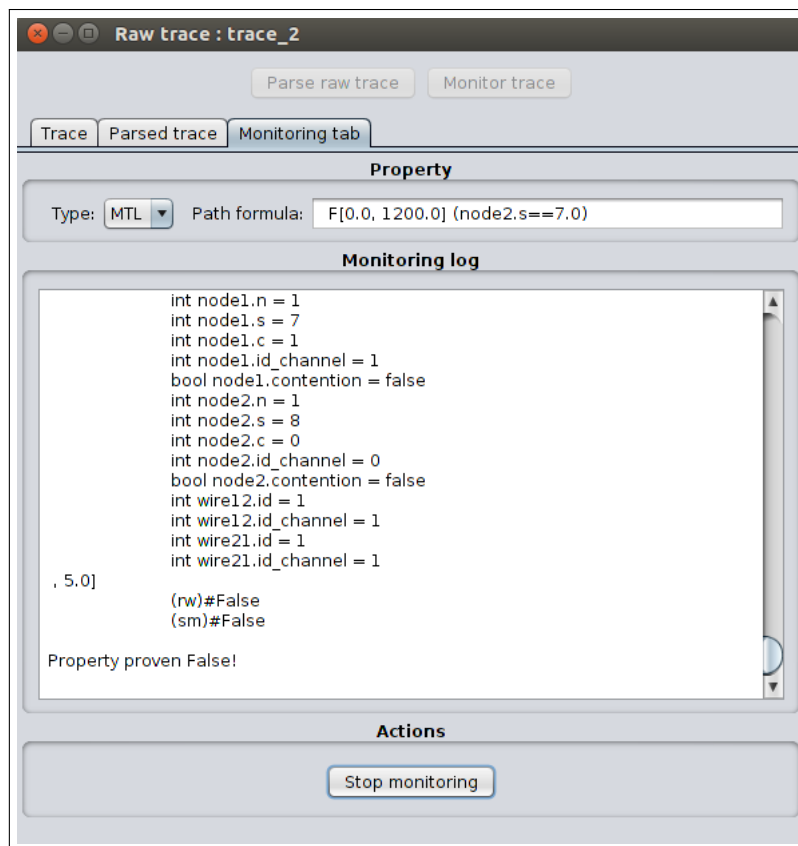 Raw trace : trace_2
Parse raw trace Monitor trace
Trace Parsed trace Monitoring tab
Property
Type: MTL Path formula: F[0.0, 1200.0] (node2.s==7.0)
Monitoring log
int node1.n = 1
int node1.s = 7
int node1.c = 1
int node1.id_channel = 1
bool node1.contention = false
int node2.n = 1
int node2.s = 8
int node2.c = 0
int node2.id_channel = 0
bool node2.contention = false
int wire12.id = 1
int wire12.id_channel = 1
int wire21.id = 1
int wire21.id_channel = 1
, 5.0]
(rw)#False
(sm)#False
Property proven False!
Actions
Stop monitoring